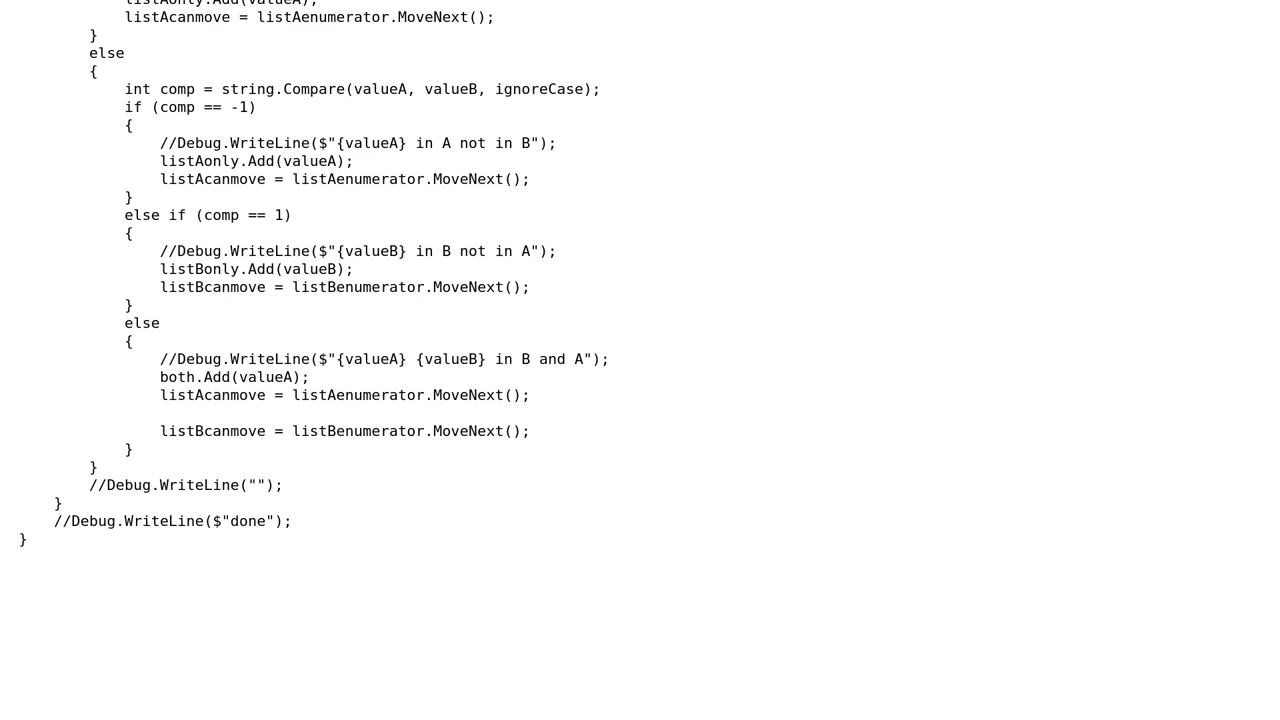 listAonly.Add(valueA);
listAcanmove = listAenumerator.MoveNext();
}
else
{
int comp = string.Compare(valueA, valueB, ignoreCase);
if (comp == -1)
{
//Debug.WriteLine($"{valueA} in A not in B");
listAonly.Add(valueA);
listAcanmove = listAenumerator.MoveNext();
}
else if (comp == 1)
{
//Debug.WriteLine($"{valueB} in B not in A");
listBonly.Add(valueB);
listBcanmove = listBenumerator.MoveNext();
}
else
{
//Debug.WriteLine($"{valueA} {valueB} in B and A");
both.Add(valueA);
listAcanmove = listAenumerator.MoveNext();
listBcanmove = listBenumerator.MoveNext();
}
}
//Debug.WriteLine("");
}
//Debug.WriteLine($"done");
}